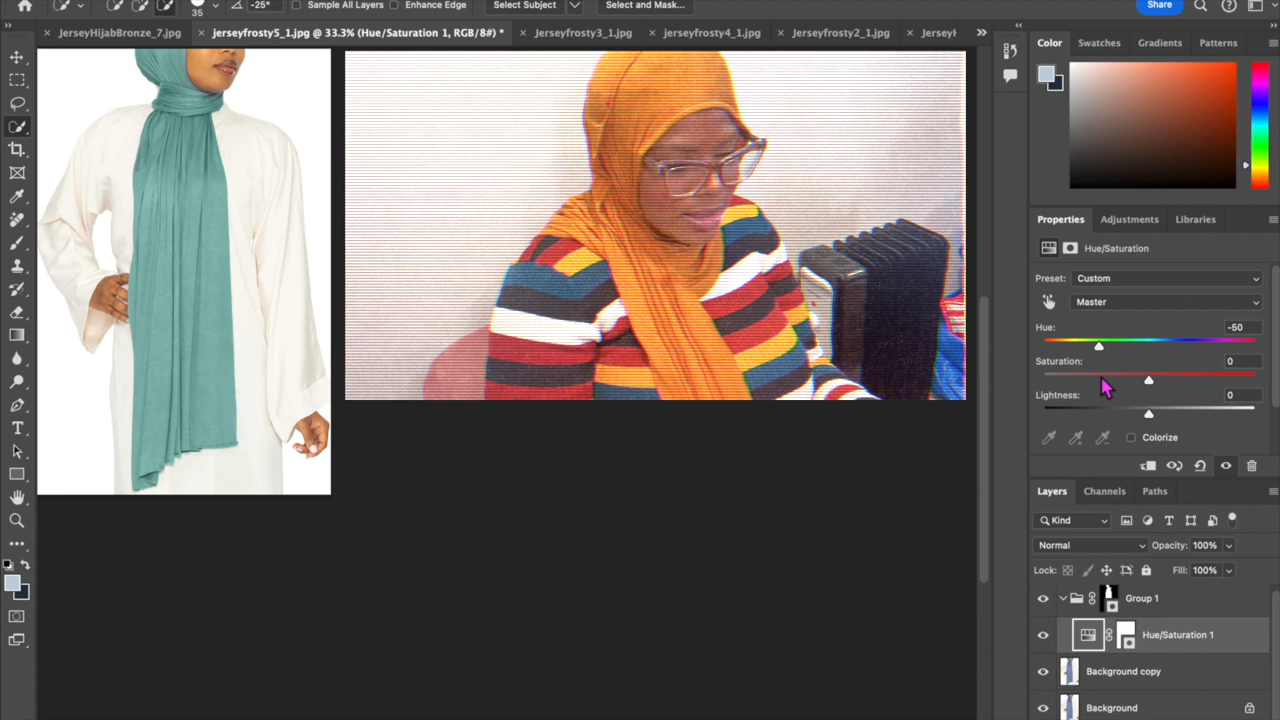 35
-25°
Sample All Layers
Enhance Edge
Select Subject
Select and Mask...
Share
JerseyHijabBronze_7.jpg
jerseyfrosty5_1.jpg @ 33.3% (Hue/Saturation 1, RGB/8#) *
Jerseyfrosty3_1.jpg
jerseyfrosty4_1.jpg
Jerseyfrosty2_1.jpg
Color
Swatches
Gradients
Patterns
Properties
Adjustments
Libraries
Hue/Saturation
Preset: Custom
Master
Hue: -50
Saturation: 0
Lightness: 0
Colorize
Layers
Channels
Paths
Kind
Normal
Opacity: 100%
Lock:
Fill: 100%
Group 1
Hue/Saturation 1
Background copy
Background